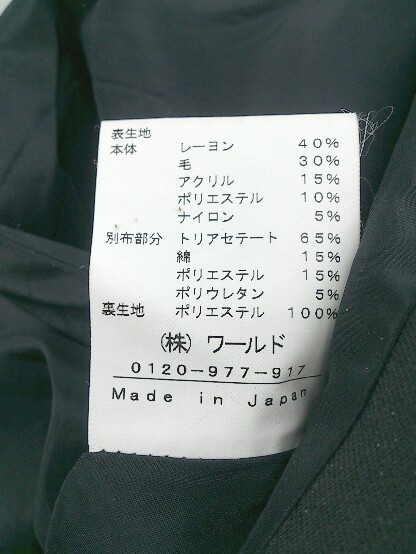 表生地
本体 レーヨン 40%
毛 30%
アクリル 15%
ポリエステル 10%
ナイロン 5%
別布部分 トリアセテート 65%
綿 15%
ポリエステル 15%
ポリウレタン 5%
裏生地 ポリエステル 100%
(株) ワールド
0120-977-917
Made in Japan